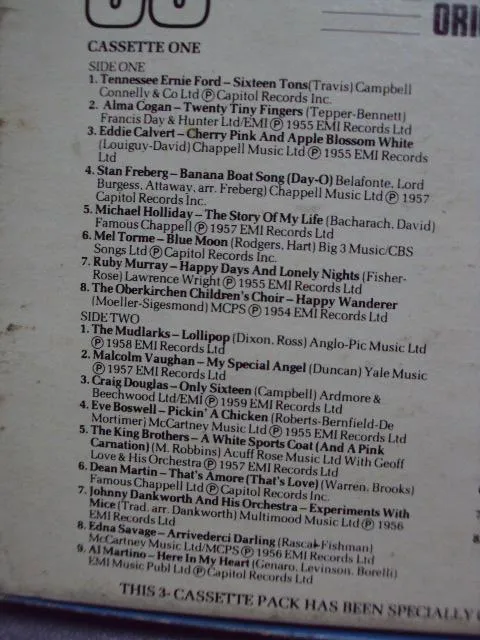 ORI
CASSETTE ONE
SIDE ONE
1. Tennessee Ernie Ford – Sixteen Tons(Travis) Campbell
Connelly & Co Ltd Ⓟ Capitol Records Inc.
2. Alma Cogan – Twenty Tiny Fingers (Tepper-Bennett)
Francis Day & Hunter Ltd/EMI Ⓟ 1955 EMI Records Ltd
3. Eddie Calvert – Cherry Pink And Apple Blossom White
(Louiguy-David) Chappell Music Ltd Ⓟ 1955 EMI Records
Ltd
4. Stan Freberg – Banana Boat Song (Day-O) Belafonte, Lord
Burgess, Attaway, arr. Freberg) Chappell Music Ltd Ⓟ 1957
Capitol Records Inc.
5. Michael Holliday – The Story Of My Life (Bacharach, David)
Famous Chappell Ⓟ 1957 EMI Records Ltd
6. Mel Torme – Blue Moon (Rodgers, Hart) Big 3 Music/CBS
Songs Ltd Ⓟ Capitol Records Inc.
7. Ruby Murray – Happy Days And Lonely Nights (Fisher-
Rose) Lawrence Wright Ⓟ 1955 EMI Records Ltd
8. The Oberkirchen Children's Choir – Happy Wanderer
(Moeller-Sigesmond) MCPS Ⓟ 1954 EMI Records Ltd
SIDE TWO
1. The Mudlarks – Lollipop (Dixon, Ross) Anglo-Pic Music Ltd
Ⓟ 1958 EMI Records Ltd
2. Malcolm Vaughan – My Special Angel (Duncan) Yale Music
Ⓟ 1957 EMI Records Ltd
3. Craig Douglas – Only Sixteen (Campbell) Ardmore &
Beechwood Ltd/EMI Ⓟ 1959 EMI Records Ltd
4. Eve Boswell – Pickin' A Chicken (Roberts-Bernfield-De
Mortimer) McCartney Music Ltd Ⓟ 1955 EMI Records Ltd
5. The King Brothers – A White Sports Coat (And A Pink
Carnation) (M. Robbins) Acuff Rose Music Ltd With Geoff
Love & His Orchestra Ⓟ 1957 EMI Records Ltd
6. Dean Martin – That's Amore (That's Love) (Warren, Brooks)
Famous Chappell Ltd Ⓟ Capitol Records Inc.
7. Johnny Dankworth And His Orchestra – Experiments With
Mice (Trad. arr. Dankworth) Multimood Music Ltd Ⓟ 1956
EMI Records Ltd
8. Edna Savage – Arrivederci Darling (Rascal-Fishman)
McCartney Music Ltd/MCPS Ⓟ 1956 EMI Records Ltd
9. Al Martino – Here In My Heart (Genaro, Levinson, Borelli)
EMI Music Publ Ltd Ⓟ Capitol Records Ltd
THIS 3- CASSETTE PACK HAS BEEN SPECIALLY